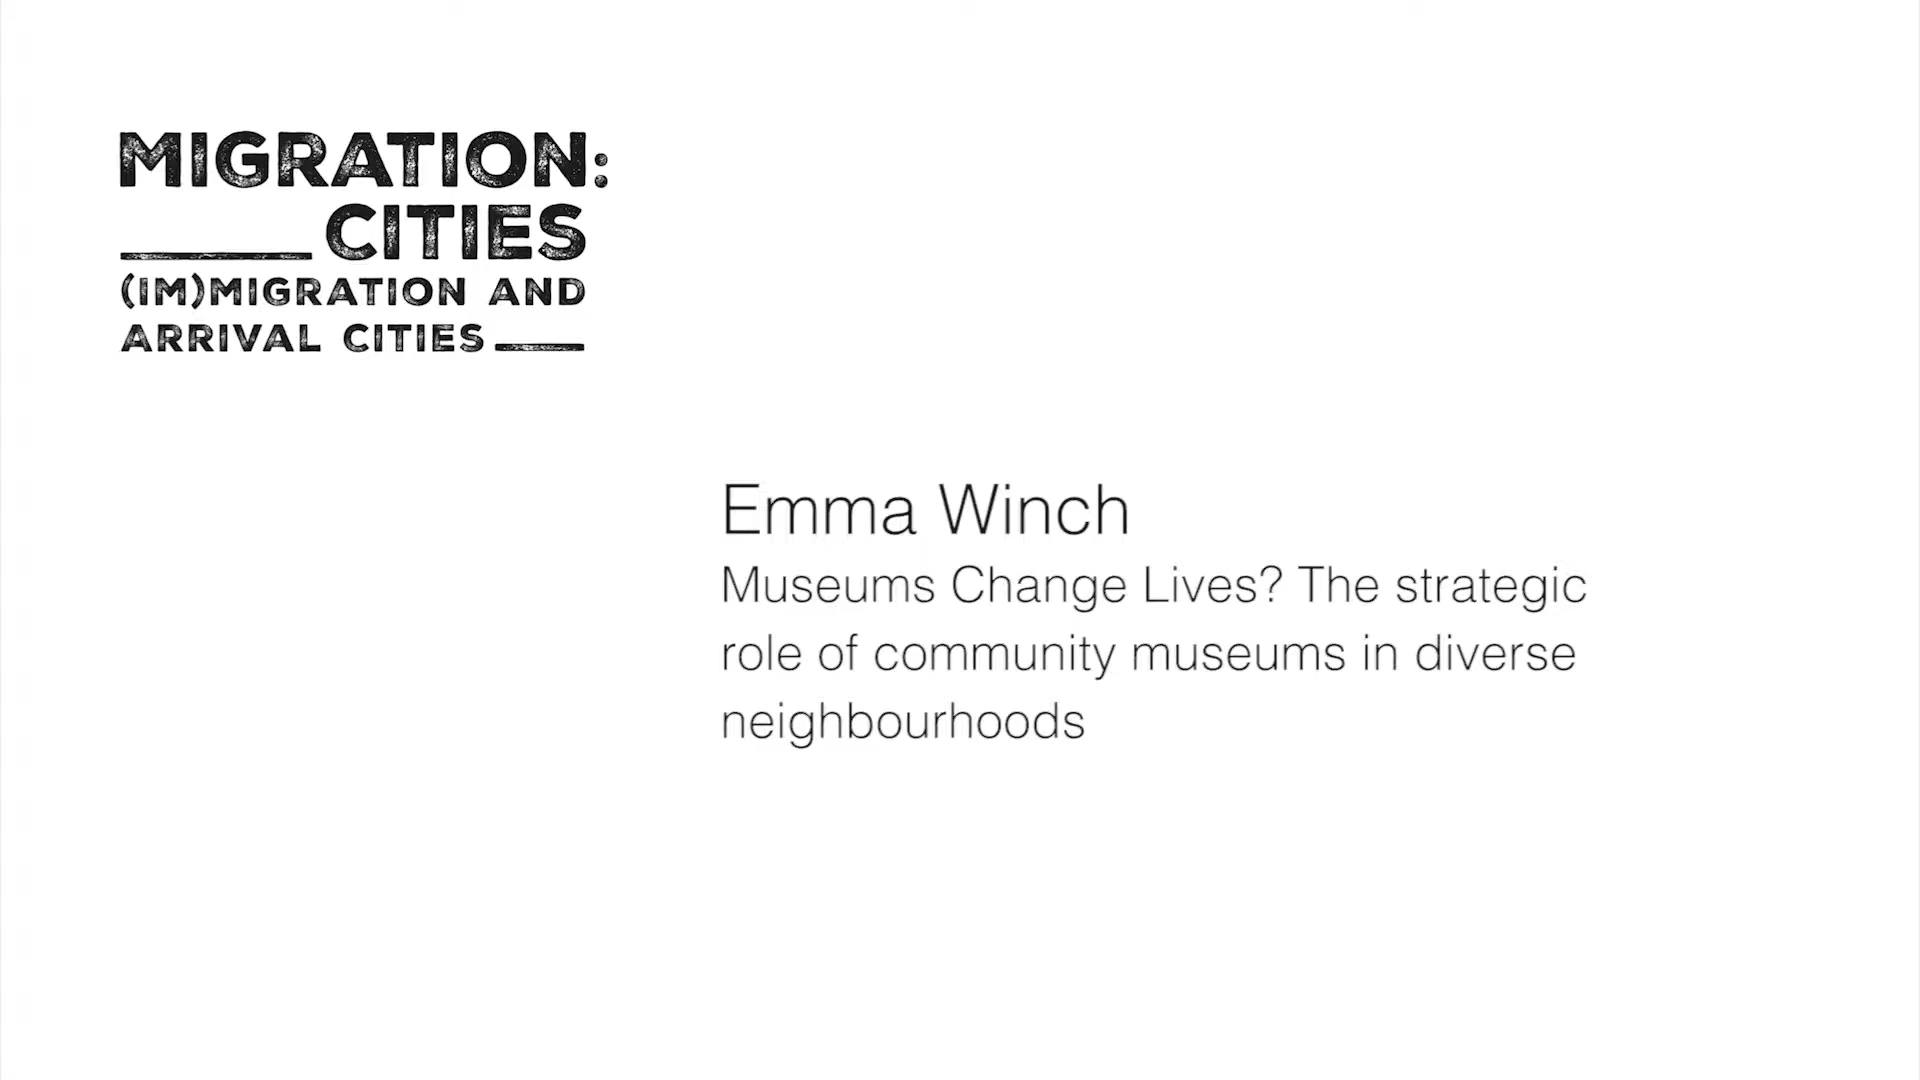 MIGRATION:
CITIES
(IM)MIGRATION AND
ARRIVAL CITIES
Emma Winch
Museums Change Lives? The strategic
role of community museums in diverse
neighbourhoods